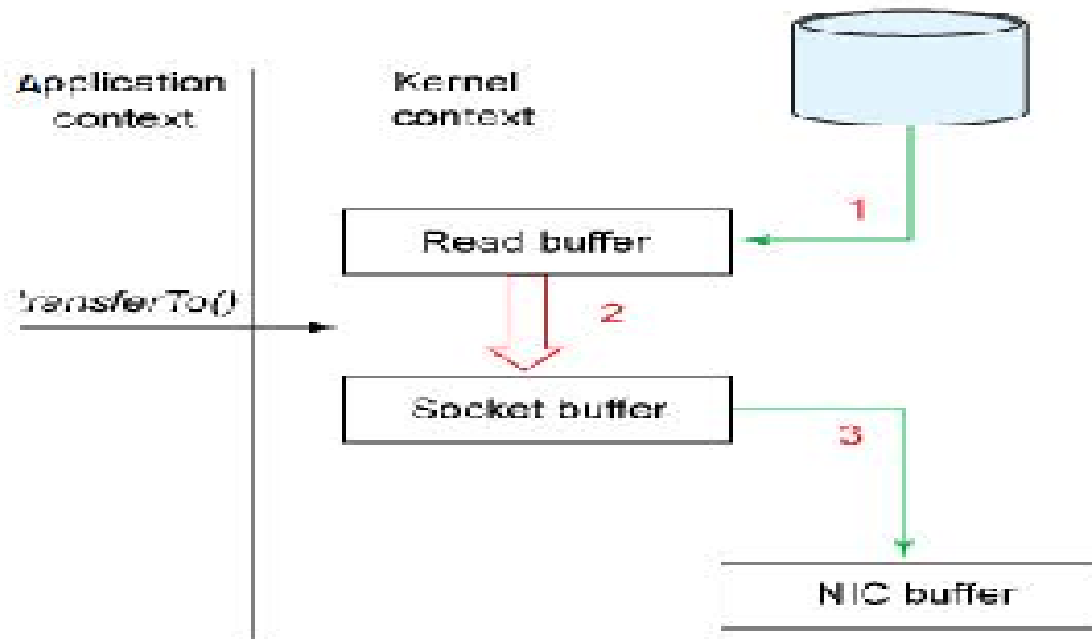 Application
context
Kernel
context
1
Read buffer
transferTo()
2
Socket buffer
3
NIC buffer